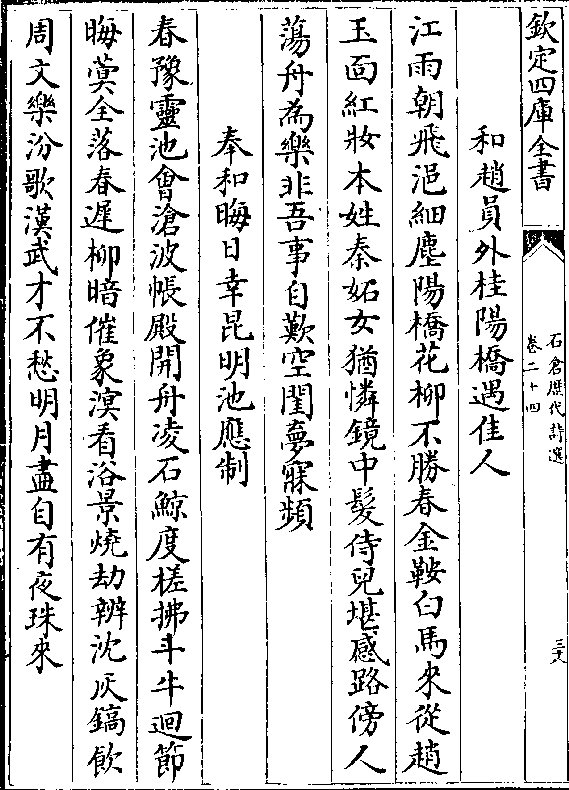 欽定四庫全書
石倉歷代詩選
卷二十四
三六
和趙員外桂陽橋遇佳人
江雨朝飛浥細塵陽橋花柳不勝春金鞍白馬來從趙
玉面紅妝本姓秦妬女猶憐鏡中髮侍兒堪感路傍人
蕩舟為樂非吾事自歎空閨夢寐頻
奉和晦日幸昆明池應制
春豫靈池會滄波帳殿開舟凌石鯨度槎拂斗牛迴節
晦蓂全落春遲柳暗催象溟看浴景燒劫辨沈灰鎬飲
周文樂汾歌漢武才不愁明月盡自有夜珠來